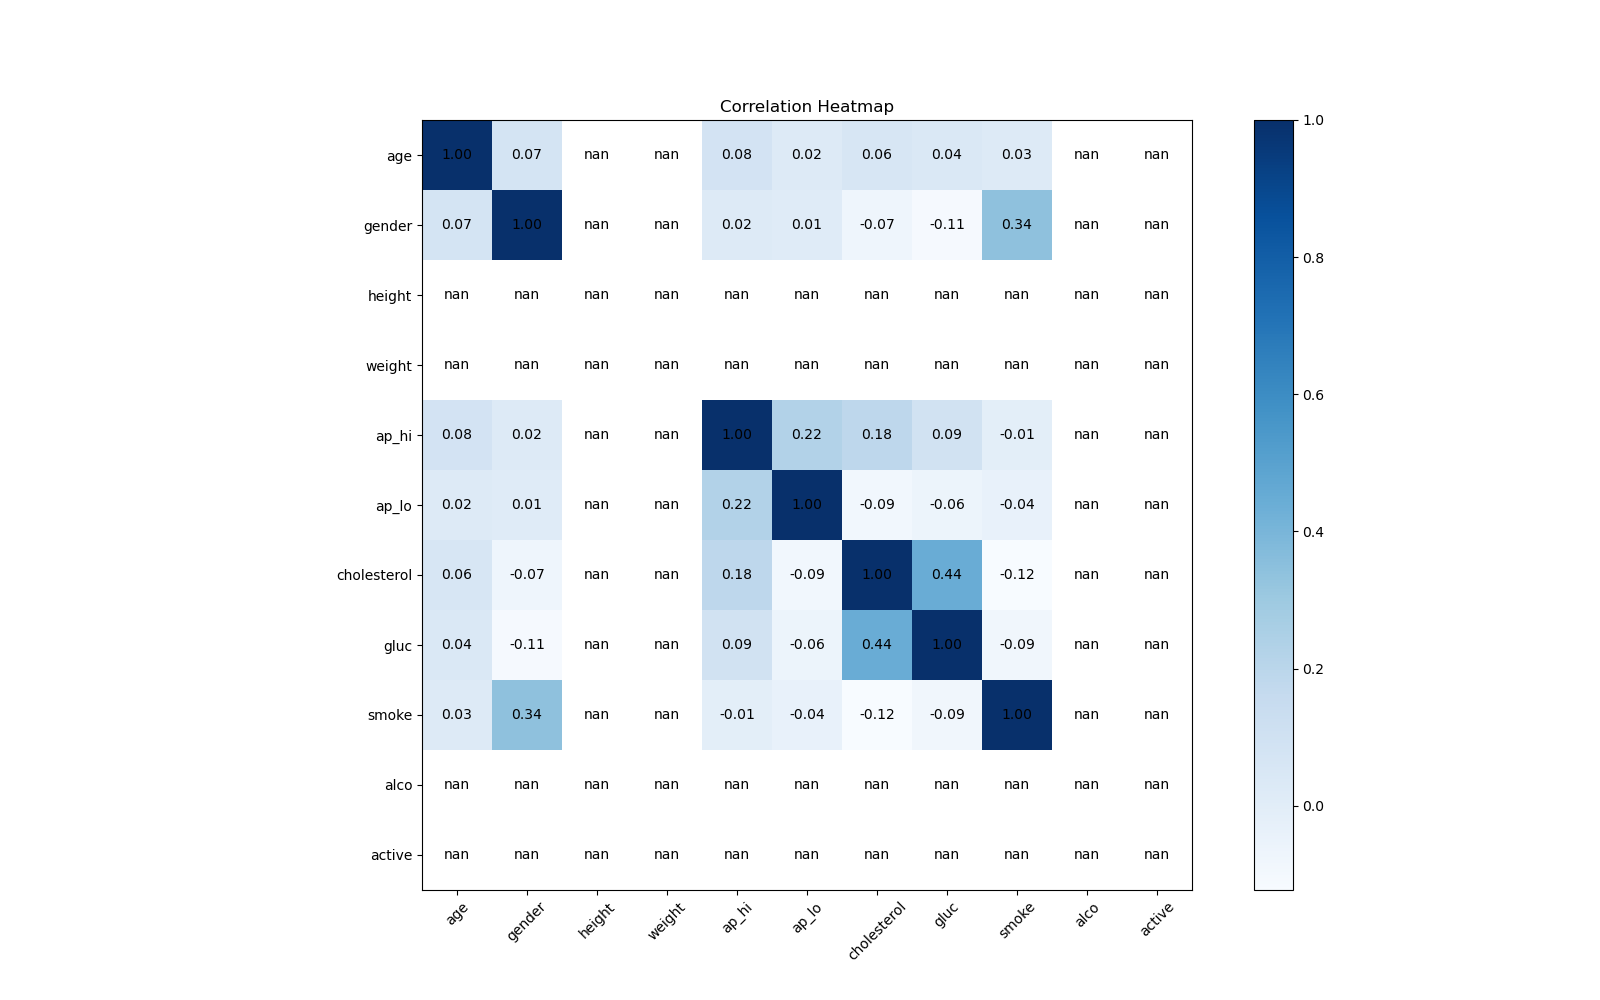 Correlation Heatmap
age 1.00 0.07 nan nan 0.08 0.02 0.06 0.04 0.03 nan nan
gender 0.07 1.00 nan nan 0.02 0.01 -0.07 -0.11 0.34 nan nan
height nan nan nan nan nan nan nan nan nan nan nan
weight nan nan nan nan nan nan nan nan nan nan nan
ap_hi 0.08 0.02 nan nan 1.00 0.22 0.18 0.09 -0.01 nan nan
ap_lo 0.02 0.01 nan nan 0.22 1.00 -0.09 -0.06 -0.04 nan nan
cholesterol 0.06 -0.07 nan nan 0.18 -0.09 1.00 0.44 -0.12 nan nan
gluc 0.04 -0.11 nan nan 0.09 -0.06 0.44 1.00 -0.09 nan nan
smoke 0.03 0.34 nan nan -0.01 -0.04 -0.12 -0.09 1.00 nan nan
alco nan nan nan nan nan nan nan nan nan nan nan
active nan nan nan nan nan nan nan nan nan nan nan
age gender height weight ap_hi ap_lo cholesterol gluc smoke alco active
1.0
0.8
0.6
0.4
0.2
0.0